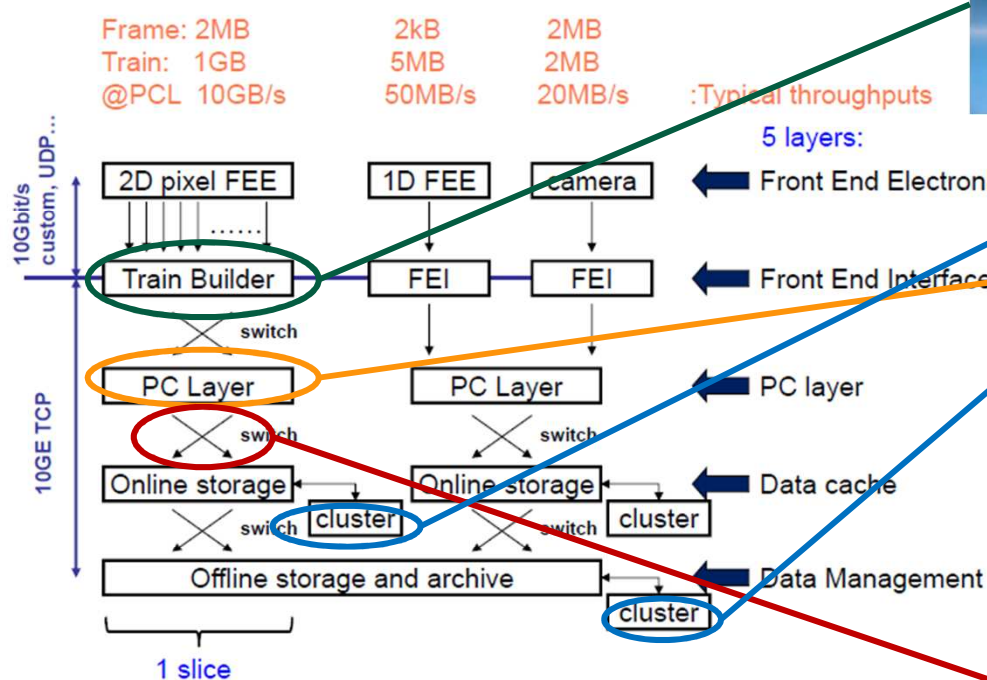 Frame: 2MB 2kB 2MB
Train: 1GB 5MB 2MB
@PCL 10GB/s 50MB/s 20MB/s :Typical throughputs
5 layers:
10Gbit/s
custom, UDP...
2D pixel FEE 1D FEE camera Front End Electron
......
Train Builder FEI FEI Front End Interface
switch
PC Layer PC Layer PC layer
switch switch
10GE TCP
Online storage Online storage Data cache
cluster cluster
switch switch
Offline storage and archive Data Management
cluster
1 slice